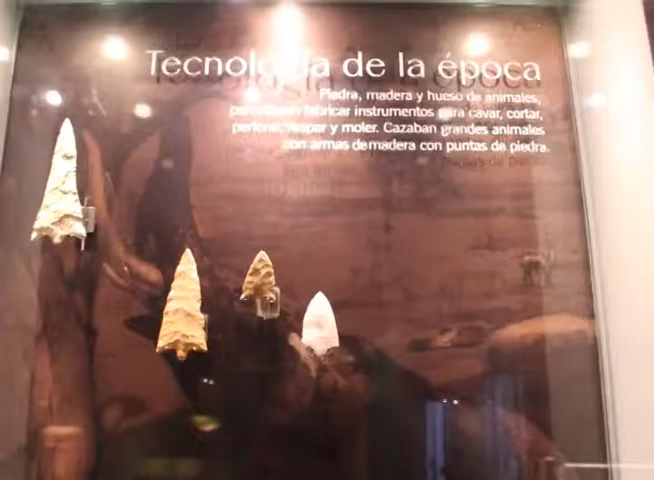 Tecnología de la época
Piedra, madera y hueso de animales,
fabricar instrumentos para cavar, cortar,
perforar, raspar y moler. Cazaban grandes animales
con armas de madera con puntas de piedra.